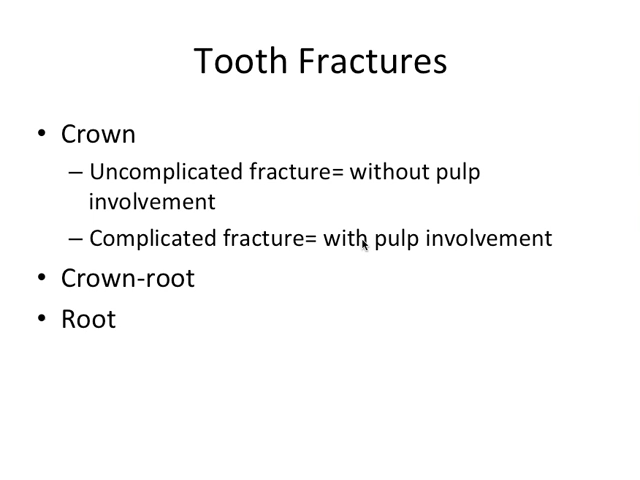 Tooth Fractures
• Crown
– Uncomplicated fracture= without pulp
involvement
– Complicated fracture= with pulp involvement
• Crown-root
• Root